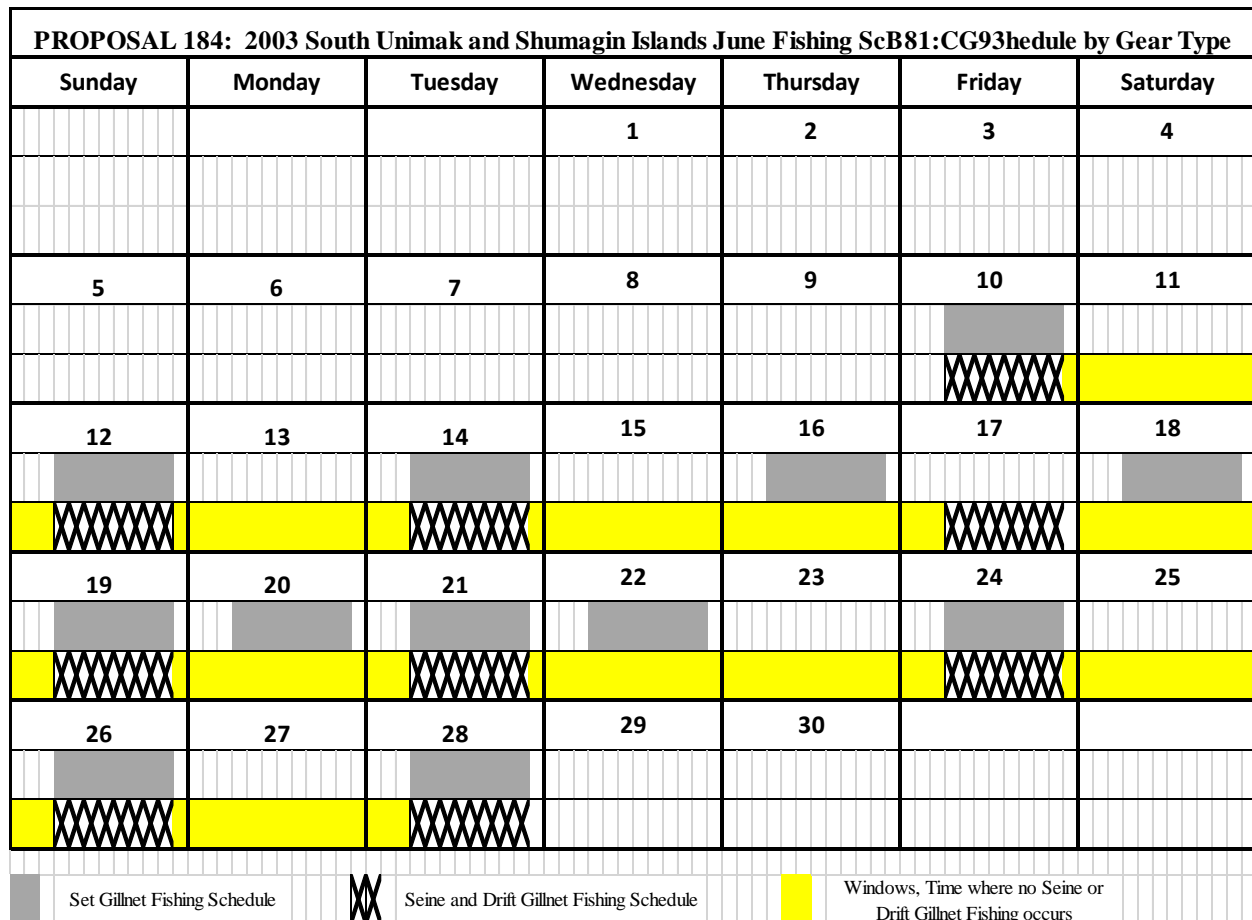 PROPOSAL 184: 2003 South Unimak and Shumagin Islands June Fishing ScB81:CG93hedule by Gear Type
Sunday Monday Tuesday Wednesday Thursday Friday Saturday
1 2 3 4
5 6 7 8 9 10 11
12 13 14 15 16 17 18
19 20 21 22 23 24 25
26 27 28 29 30
Set Gillnet Fishing Schedule Seine and Drift Gillnet Fishing Schedule Windows, Time where no Seine or
Drift Gillnet Fishing occurs